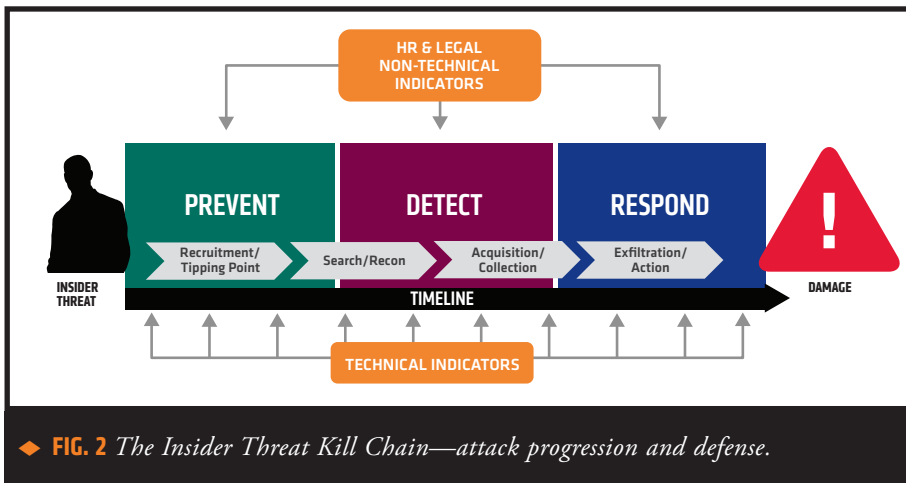 HR & LEGAL
NON-TECHNICAL
INDICATORS
PREVENT
DETECT
RESPOND
!
Recruitment/
Tipping Point
Search/Recon
Acquisition/
Collection
Exfiltration/
Action
INSIDER
THREAT
DAMAGE
TIMELINE
TECHNICAL INDICATORS
FIG. 2 The Insider Threat Kill Chain—attack progression and defense.